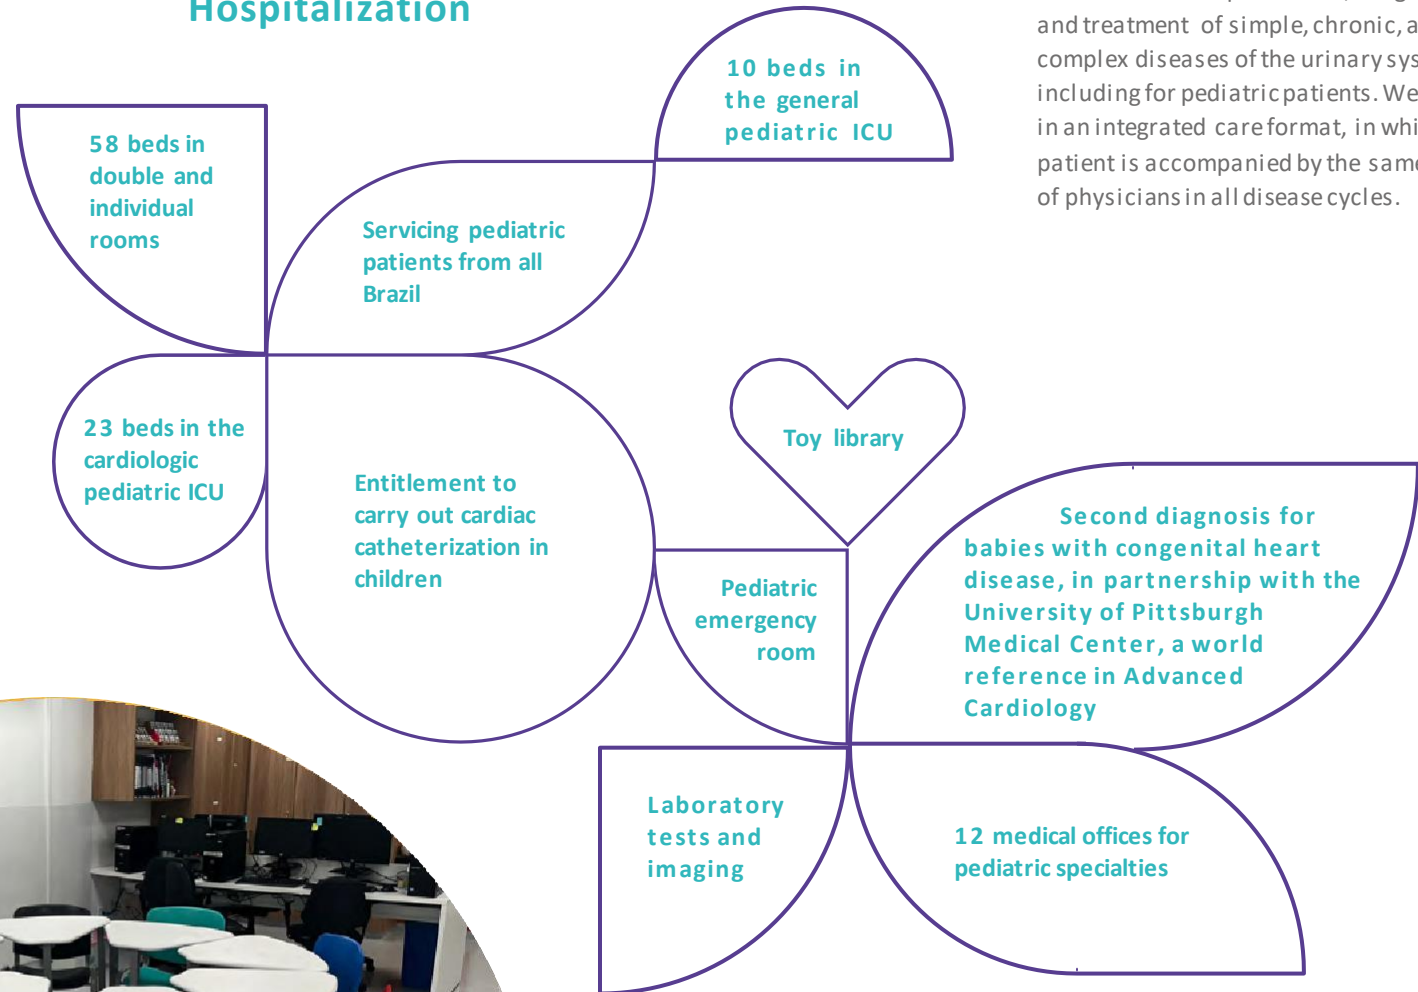 Hospitalization
58 beds in
double and
individual
rooms
10 beds in
the general
pediatric ICU
Servicing pediatric
patients from all
Brazil
23 beds in the
cardiologic
pediatric ICU
Entitlement to
carry out cardiac
catheterization in
children
Toy library
Pediatric
emergency
room
Second diagnosis for
babies with congenital heart
disease, in partnership with the
University of Pittsburgh
Medical Center, a world
reference in Advanced
Cardiology
Laboratory
tests and
imaging
12 medical offices for
pediatric specialties
and treatment of simple, chronic, a
complex diseases of the urinary sys
including for pediatric patients. We
in an integrated care format, in whi
patient is accompanied by the same
of physicians in all disease cycles.